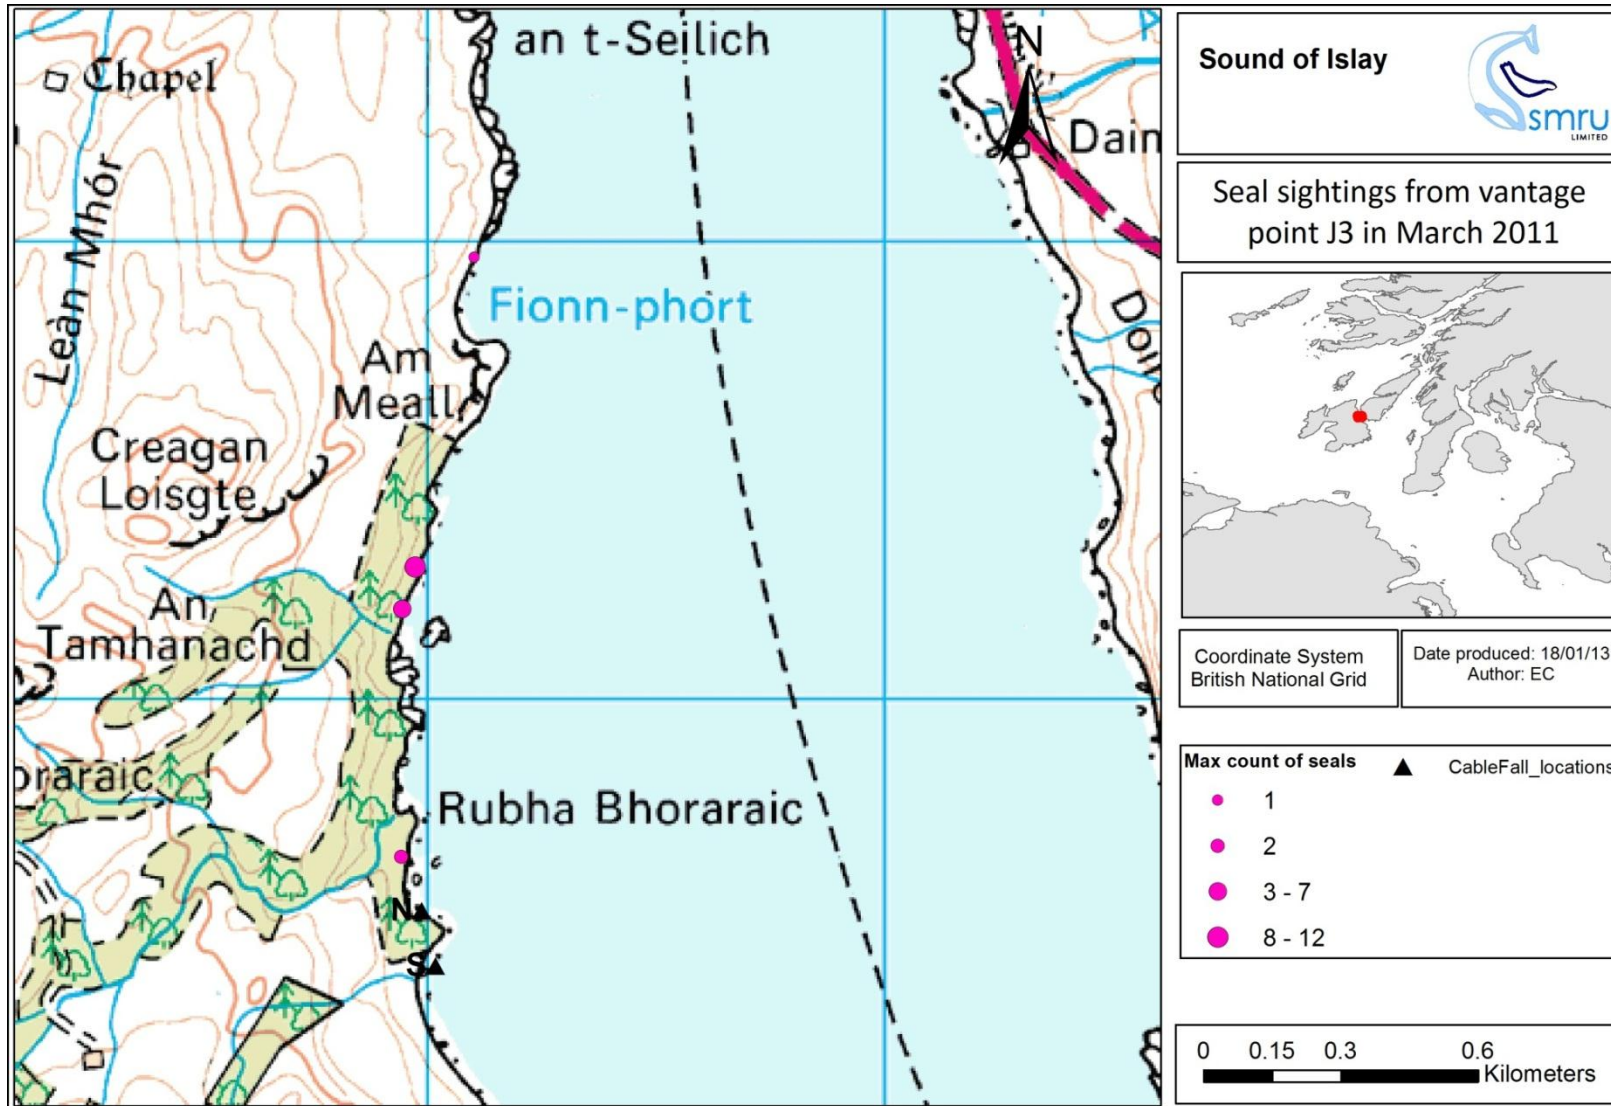 an t-Seilich
N
Chapel
Dain
Leàn Mhór
Fionn-phort
Am
Meall
Creagan
Loisgte
An
Tamhanachd
oraraic
Rubha Bhoraraic
N
S
Sound of Islay
smru
LIMITED
Seal sightings from vantage
point J3 in March 2011
Coordinate System
British National Grid
Date produced: 18/01/13
Author: EC
Max count of seals
CableFall_locations
1
2
3 - 7
8 - 12
0 0.15 0.3 0.6
Kilometers